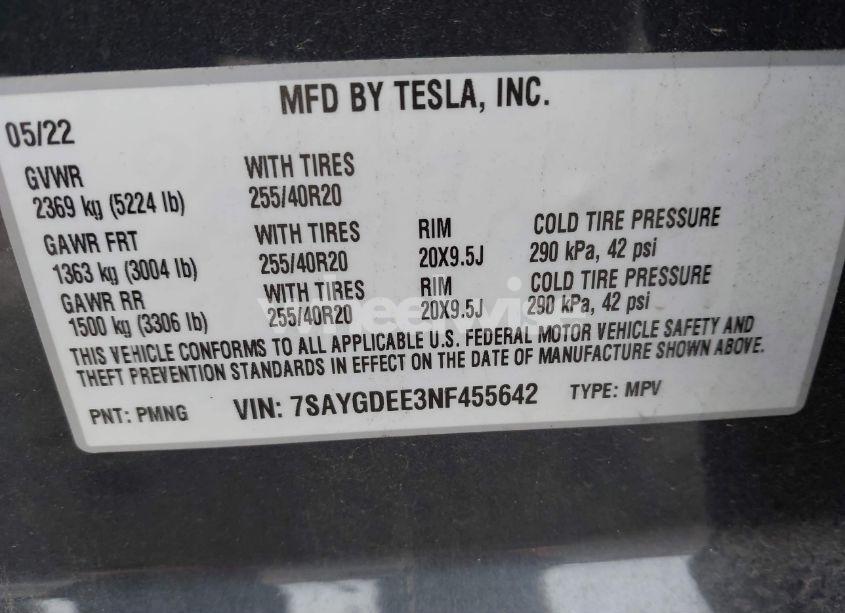 MFD BY TESLA, INC.
05/22
GVWR WITH TIRES
2369 kg (5224 lb) 255/40R20
GAWR FRT WITH TIRES RIM COLD TIRE PRESSURE
1363 kg (3004 lb) 255/40R20 20X9.5J 290 kPa, 42 psi
GAWR RR WITH TIRES RIM COLD TIRE PRESSURE
1500 kg (3306 lb) 255/40R20 20X9.5J 290 kPa, 42 psi
THIS VEHICLE CONFORMS TO ALL APPLICABLE U.S. FEDERAL MOTOR VEHICLE SAFETY AND
THEFT PREVENTION STANDARDS IN EFFECT ON THE DATE OF MANUFACTURE SHOWN ABOVE.
PNT: PMNG VIN: 7SAYGDEE3NF455642 TYPE: MPV